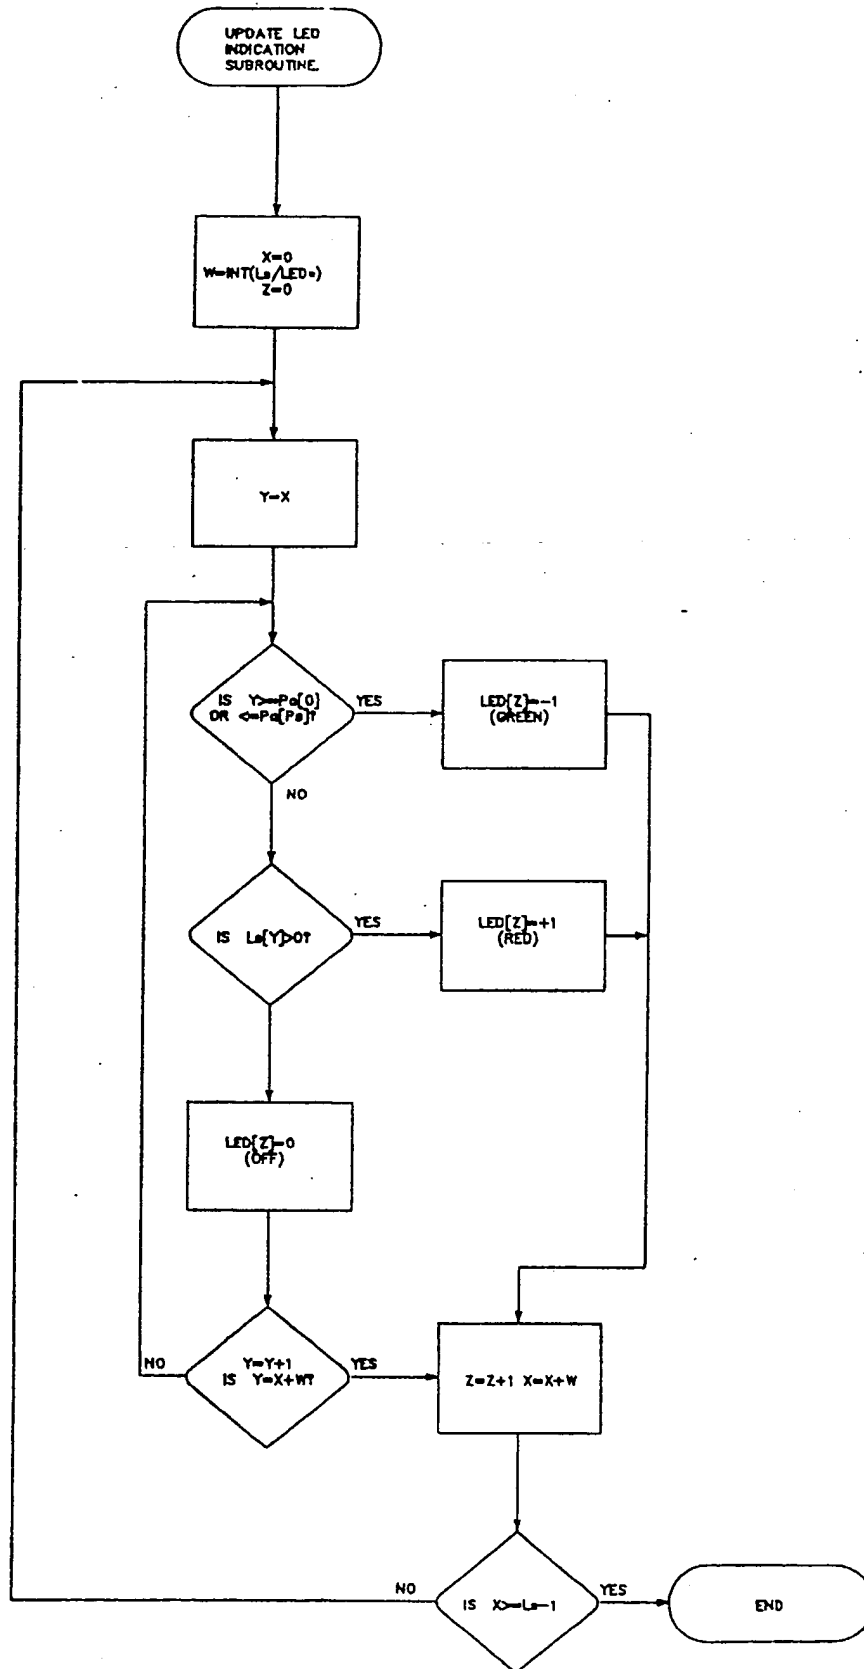 UPDATE LED
INDICATION
SUBROUTINE.
X=0
W=INT(Ls/LEDs)
Z=0
Y=X
IS Y>=Pa[0]
OR <=Pa[Ps]?
YES
LED[Z]=-1
(GREEN)
NO
IS La[Y]>0?
YES
LED[Z]=+1
(RED)
LED[Z]=0
(OFF)
NO
Y=Y+1
IS Y=X+W?
YES
Z=Z+1 X=X+W
NO
IS X>=Ls-1
YES
END